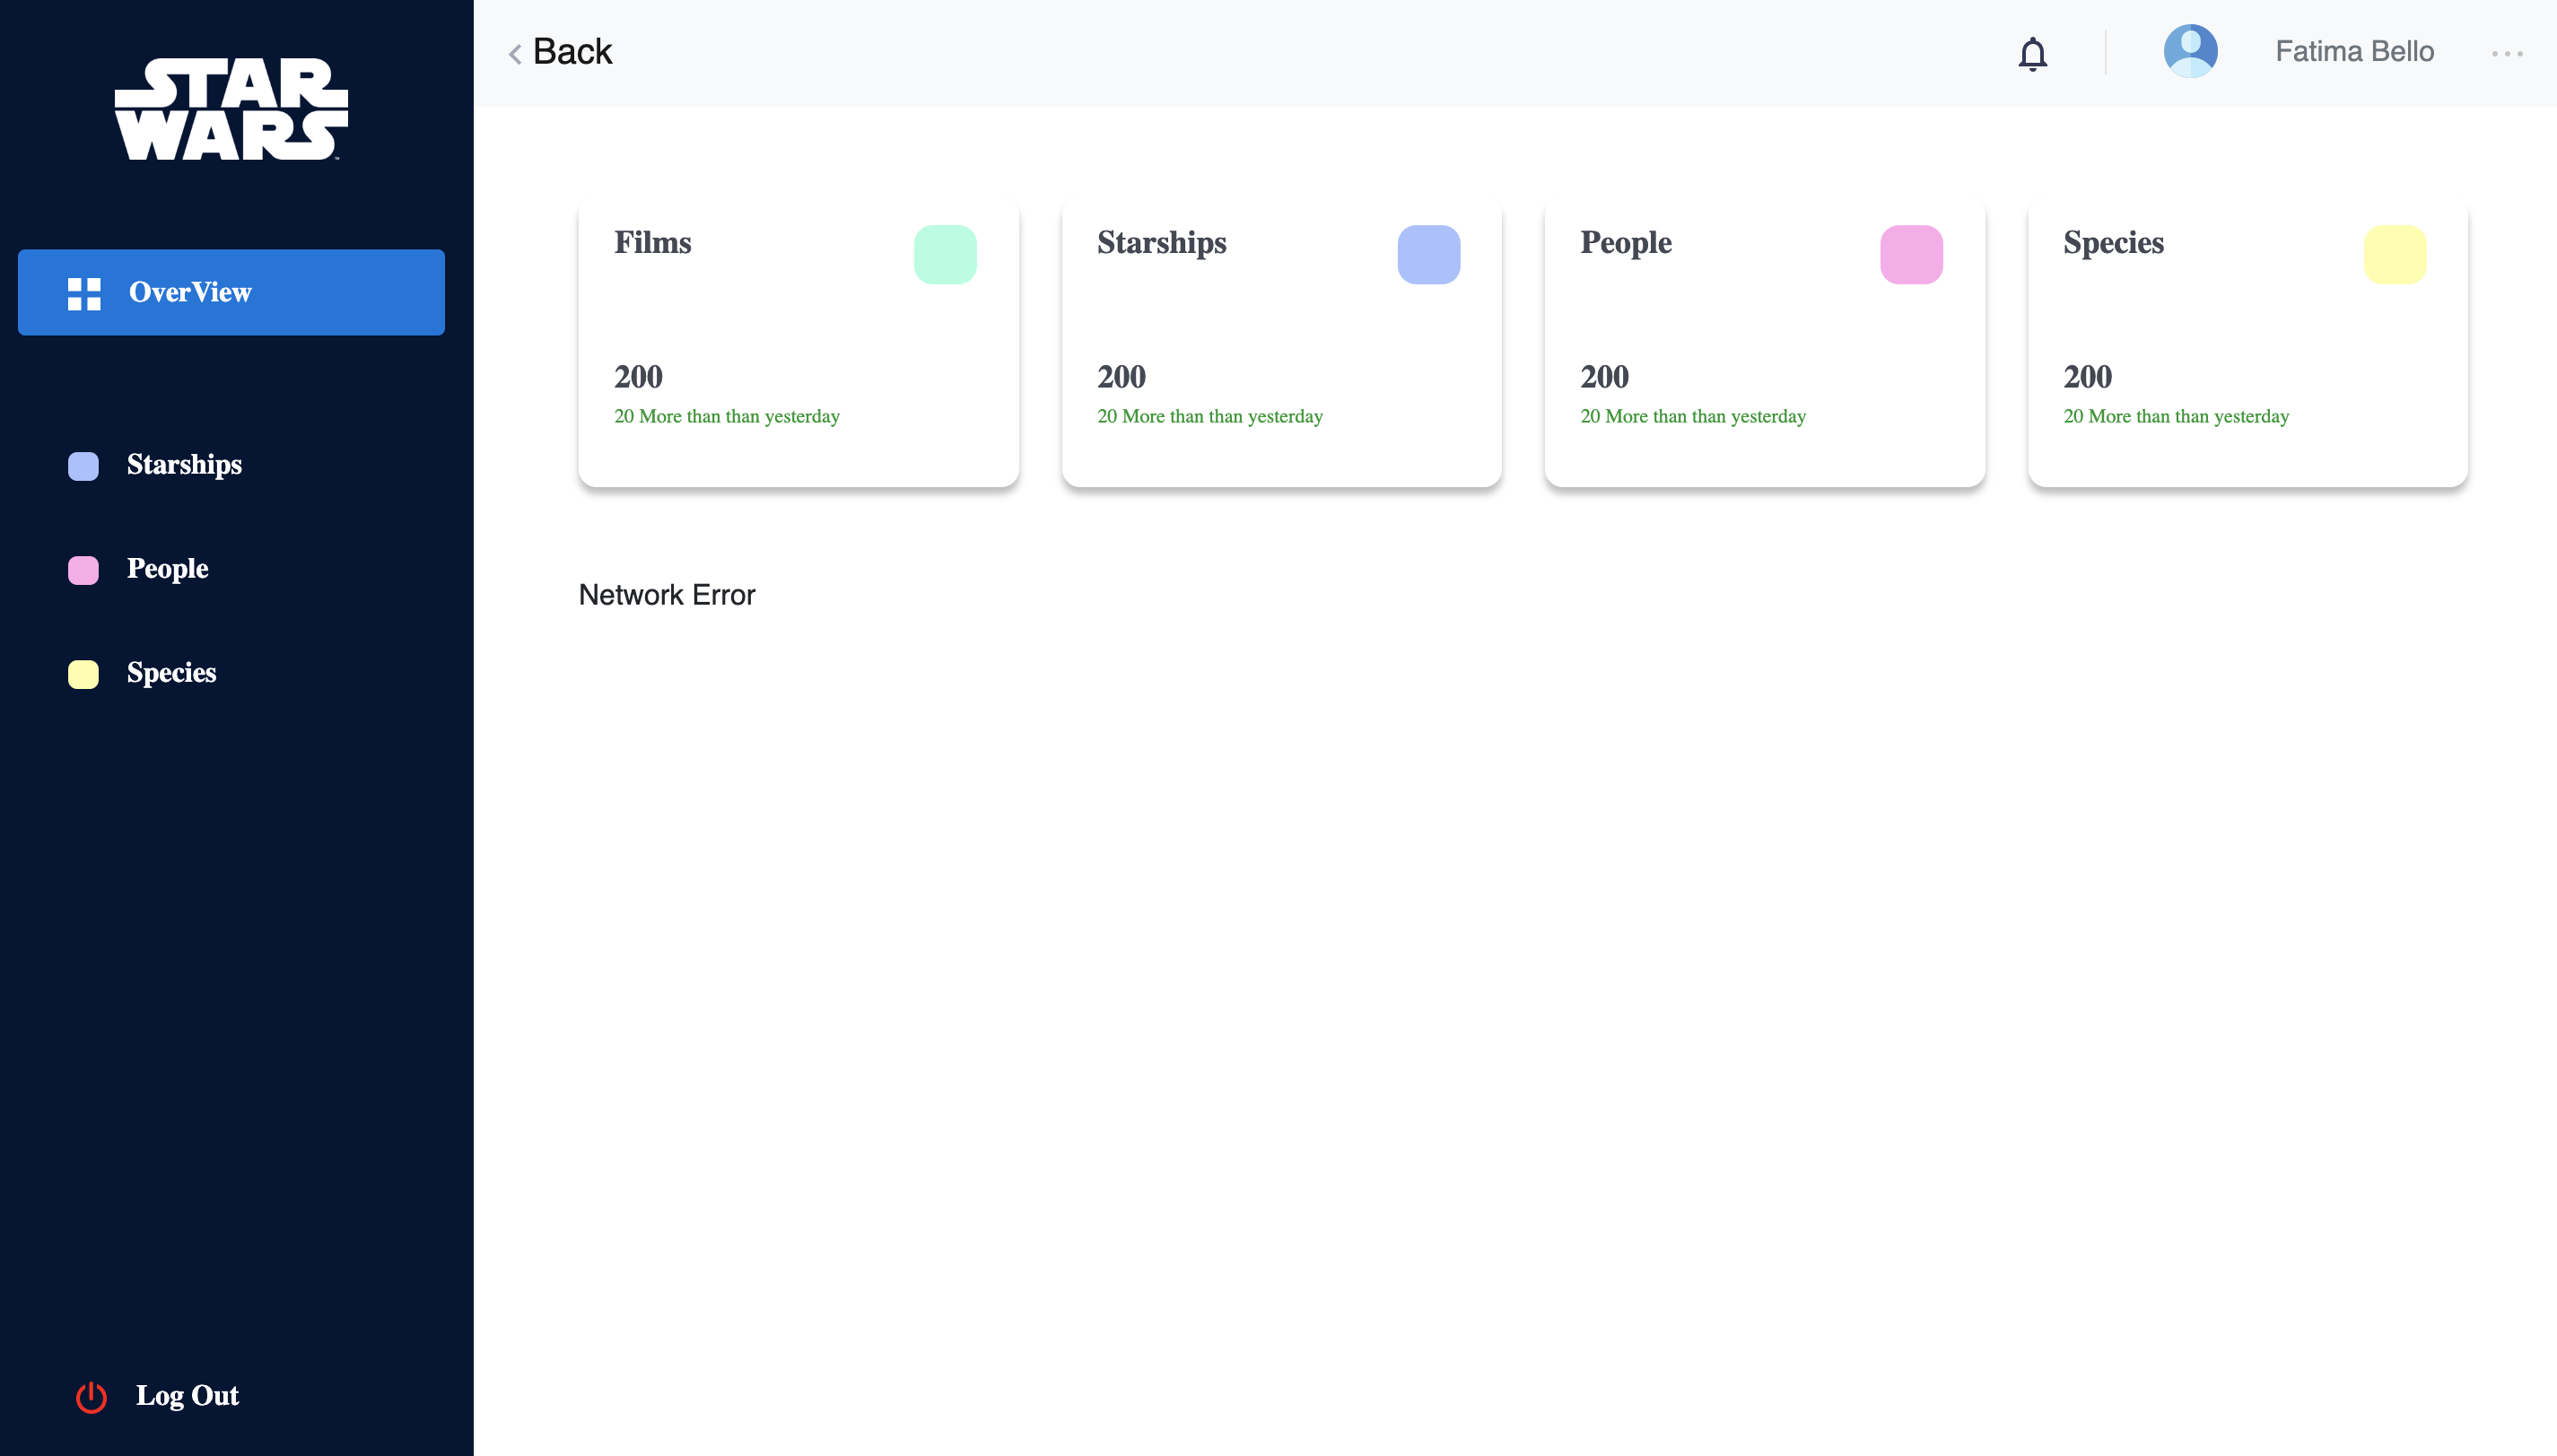 STAR
WARS
OverView
Starships
People
Species
Log Out
Back
Fatima Bello
Films
200
20 More than than yesterday
Starships
200
20 More than than yesterday
People
200
20 More than than yesterday
Species
200
20 More than than yesterday
Network Error